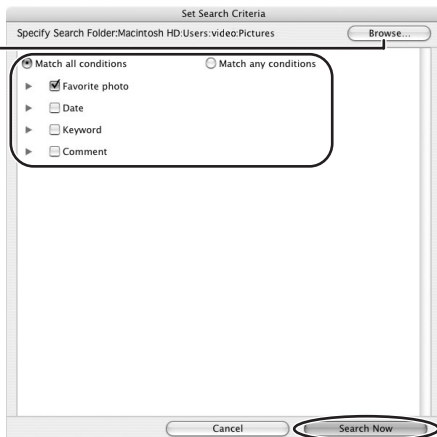 Set Search Criteria
Specify Search Folder:Macintosh HD:Users:video:Pictures Browse...
Match all conditions Match any conditions
Favorite photo
Date
Keyword
Comment
Cancel Search Now